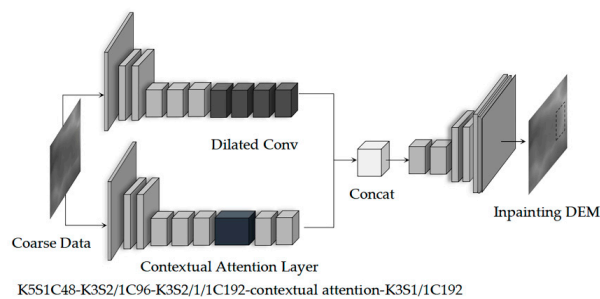 Dilated Conv
Concat
Inpainting DEM
Coarse Data
Contextual Attention Layer
K5S1C48-K3S2/1C96-K3S2/1/1C192-contextual attention-K3S1/1C192